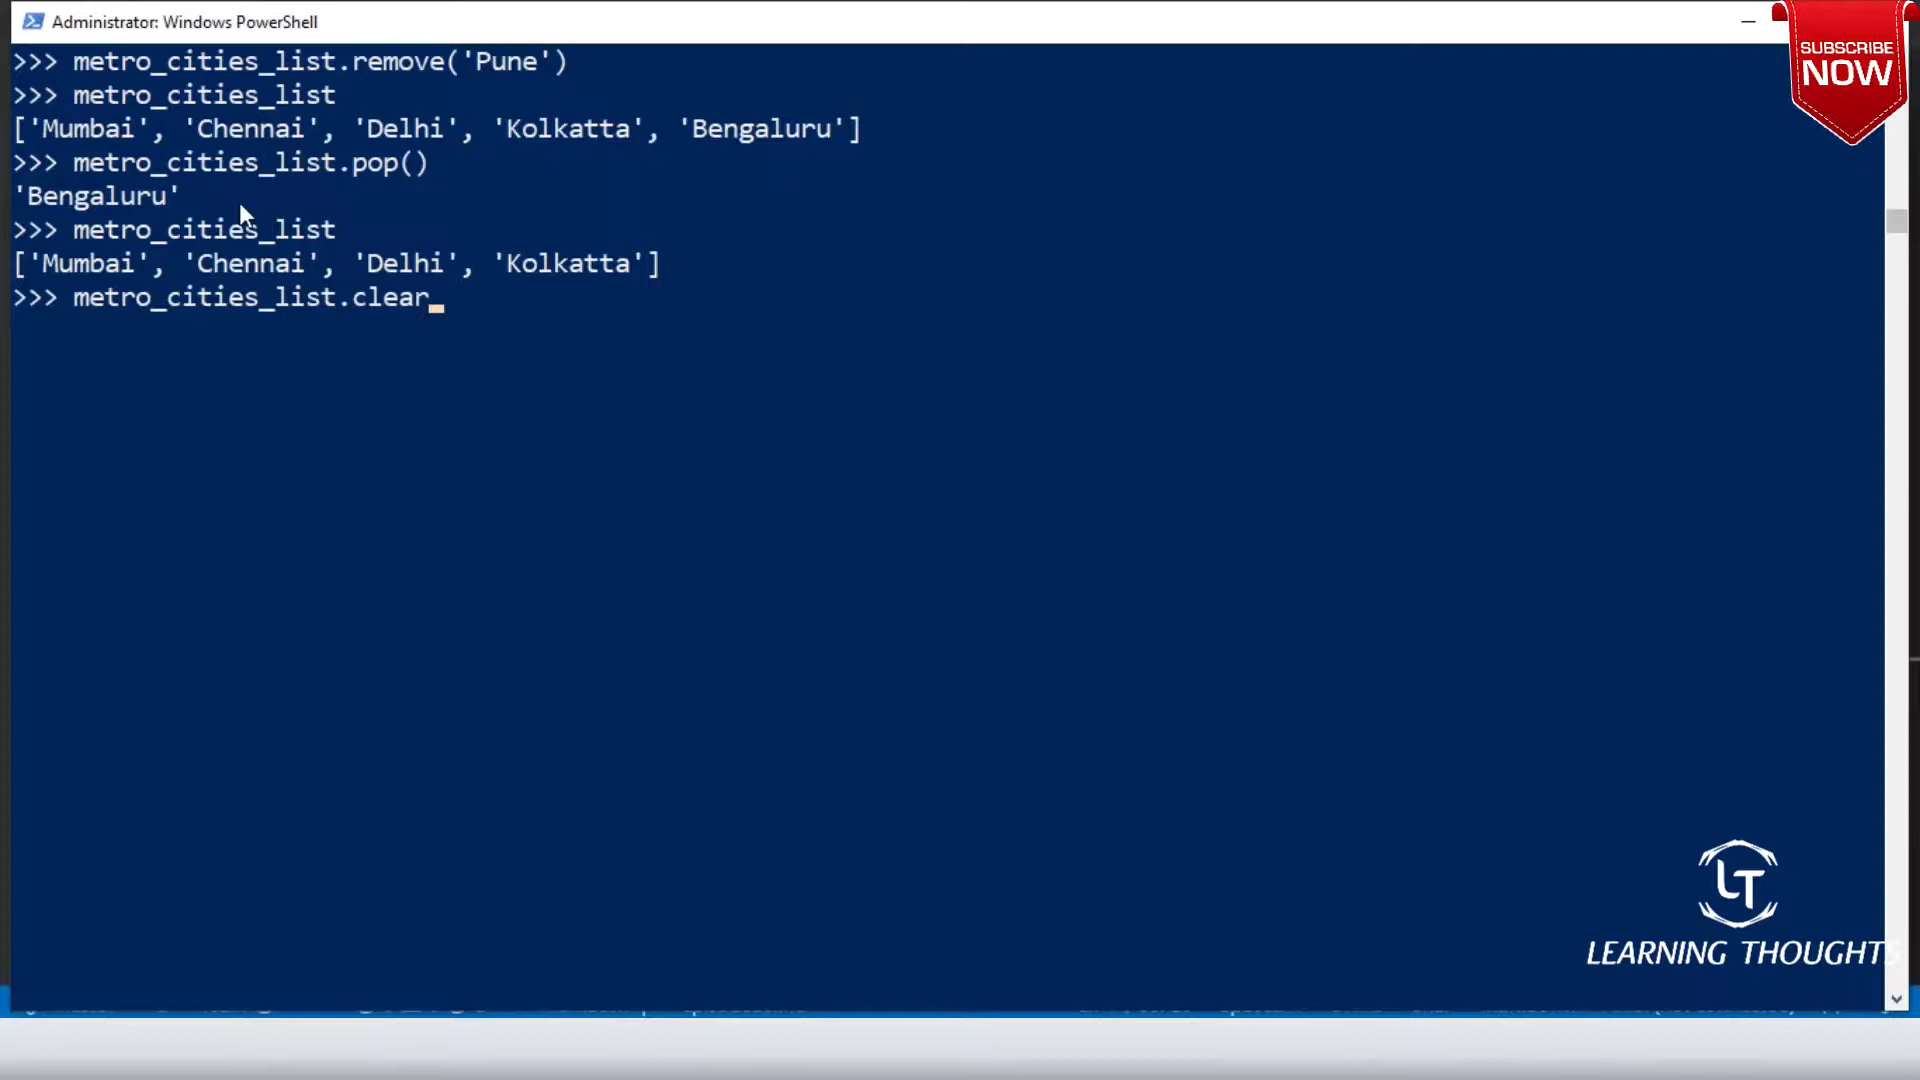 Administrator: Windows PowerShell
SUBSCRIBE
NOW
>>> metro_cities_list.remove('Pune')
>>> metro_cities_list
['Mumbai', 'Chennai', 'Delhi', 'Kolkatta', 'Bengaluru']
>>> metro_cities_list.pop()
'Bengaluru'
>>> metro_cities_list
['Mumbai', 'Chennai', 'Delhi', 'Kolkatta']
>>> metro_cities_list.clear
LT
LEARNING THOUGHTS